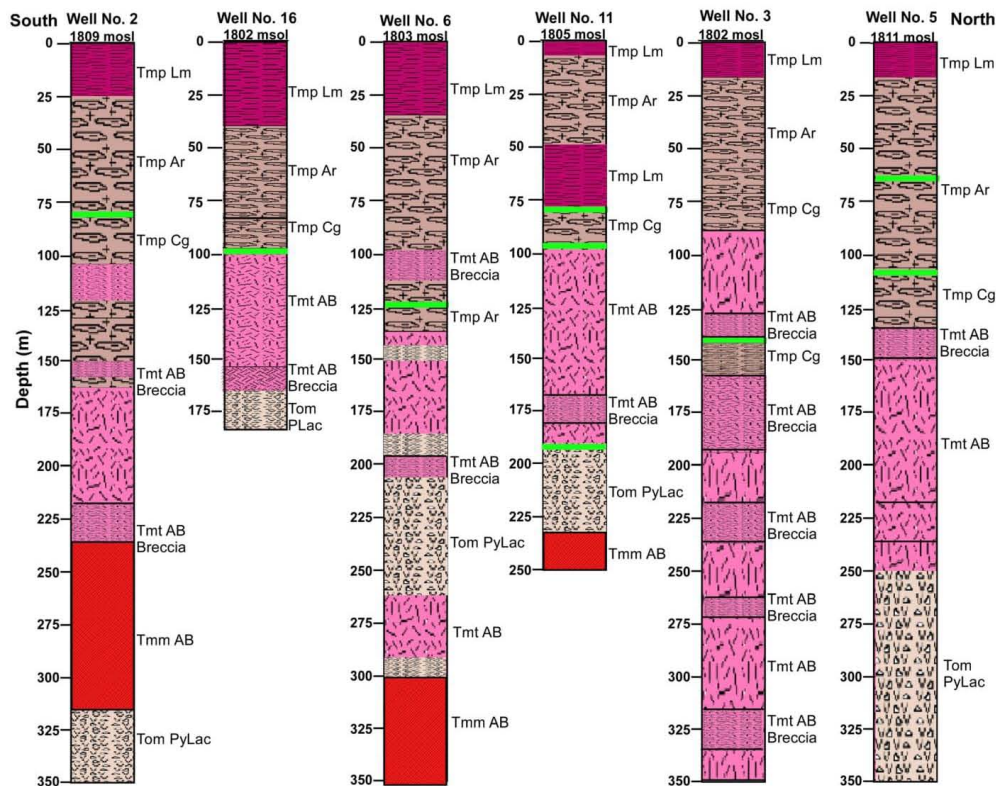 South Well No. 2 Well No. 16 Well No. 6 Well No. 11 Well No. 3 Well No. 5 North
1809 mosl 1802 msol 1803 mosl 1805 mosl 1802 mosl 1811 mosl
Depth (m)
0
25
50
75
100
125
150
175
200
225
250
275
300
325
350
Tmp Lm
Tmp Ar
Tmp Cg
Tmt AB
Breccia
Tmt AB
Breccia
Tmm AB
Tom PyLac
0
25
50
75
100
125
150
175
Tmp Lm
Tmp Ar
Tmp Cg
Tmt AB
Tmt AB
Breccia
Tom
PLac
0
25
50
75
100
125
150
175
200
225
250
275
300
325
350
Tmp Lm
Tmp Ar
Tmt AB
Breccia
Tmp Ar
Tmt AB
Breccia
Tom PyLac
Tmt AB
Tmm AB
0
25
50
75
100
125
150
175
200
225
250
Tmp Lm
Tmp Ar
Tmp Lm
Tmp Cg
Tmt AB
Tmt AB
Breccia
Tom PyLac
Tmm AB
0
25
50
75
100
125
150
175
200
225
250
275
300
325
350
Tmp Lm
Tmp Ar
Tmp Cg
Tmt AB
Breccia
Tmp Cg
Tmt AB
Breccia
Tmt AB
Breccia
Tmt AB
Breccia
Tmt AB
Tmt AB
Breccia
0
25
50
75
100
125
150
175
200
225
250
275
300
325
350
Tmp Lm
Tmp Ar
Tmp Cg
Tmt AB
Breccia
Tmt AB
Tom
PyLac